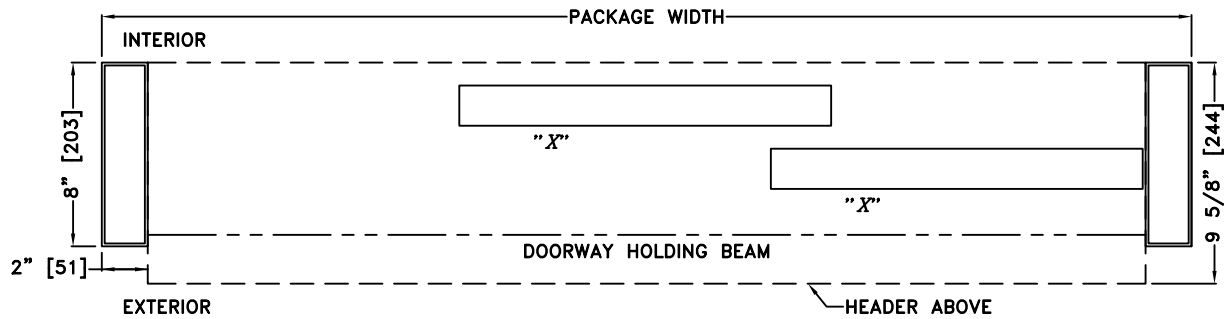 PACKAGE WIDTH
INTERIOR
8” [203]
9 5/8” [244]
”X”
”X”
DOORWAY HOLDING BEAM
2” [51]
EXTERIOR
HEADER ABOVE